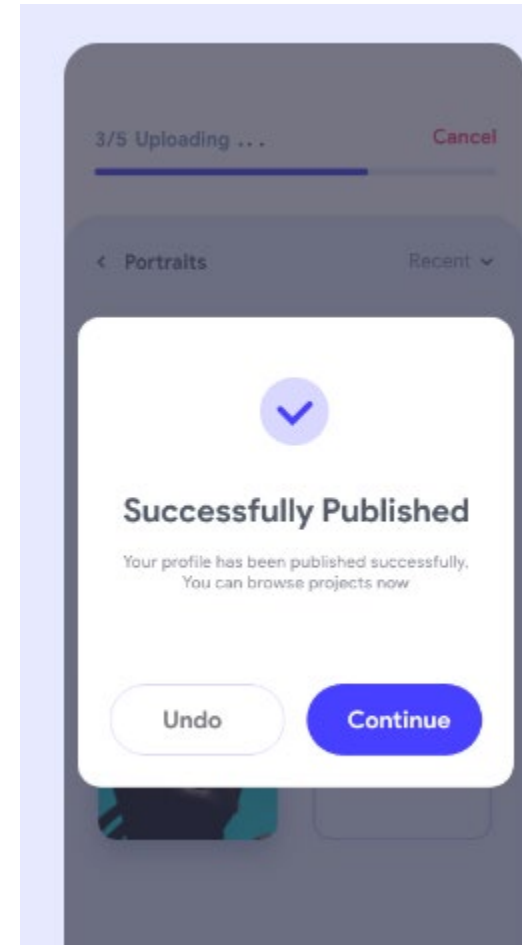 3/5 Uploading ...
Cancel
Portraits
Recent
Successfully Published
Your profile has been published successfully.
You can browse projects now
Undo
Continue